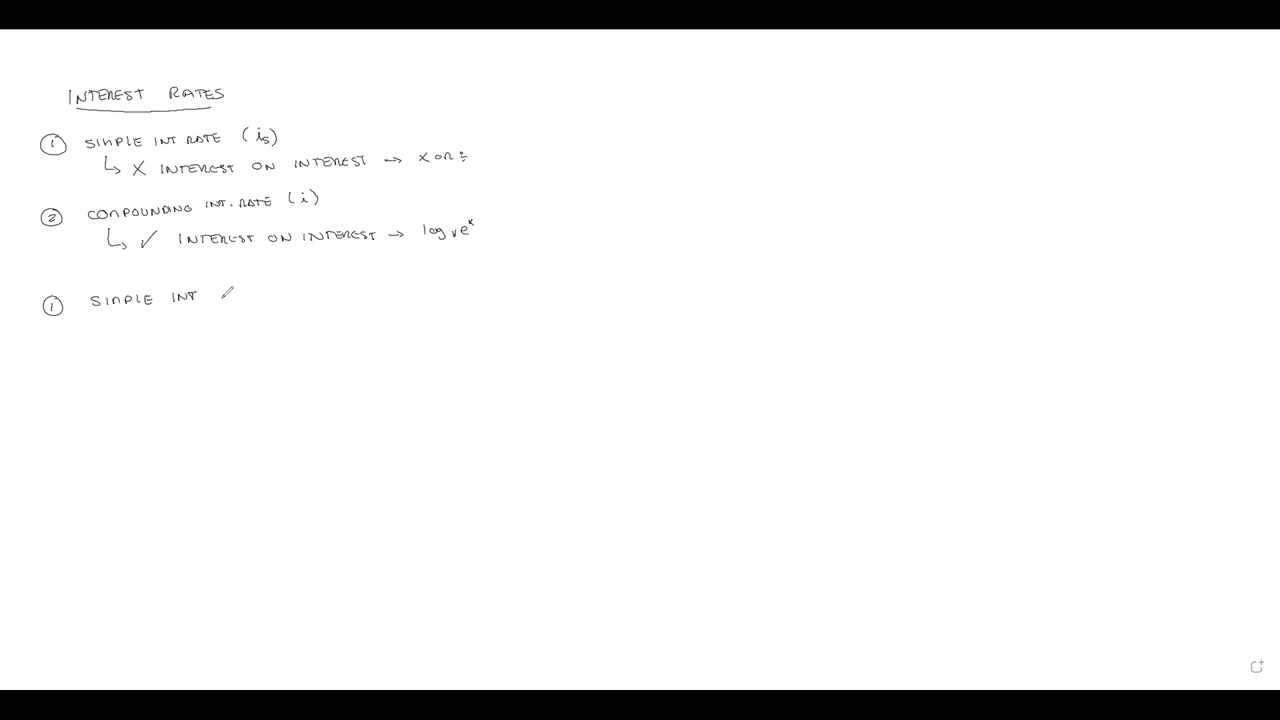 INTEREST RATES
① SIMPLE INT RATE (is)
↳ X INTEREST ON INTEREST → × OR ÷
② COMPOUNDING INT. RATE (i)
↳ ✓ INTEREST ON INTEREST → log v eˣ
① SIMPLE INT